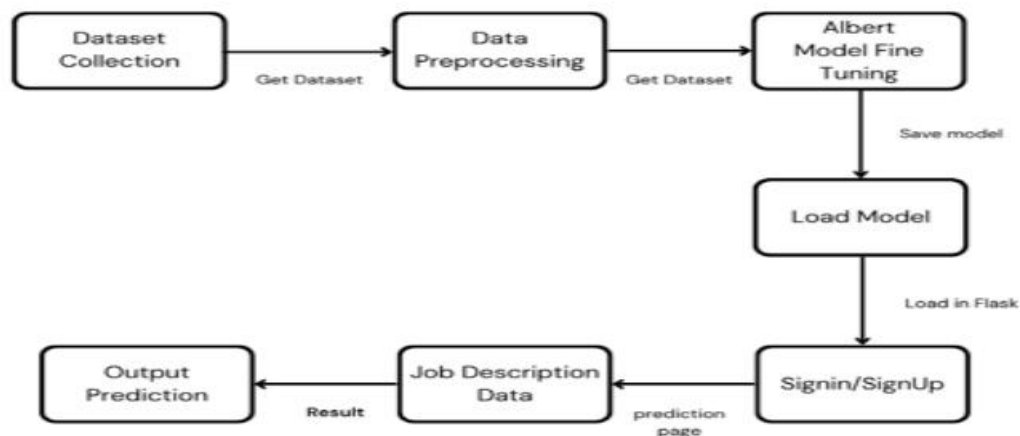 Dataset
Collection
Get Dataset
Data
Preprocessing
Get Dataset
Albert
Model Fine
Tuning
Save model
Load Model
Load in Flask
Signin/SignUp
prediction
page
Job Description
Data
Result
Output
Prediction